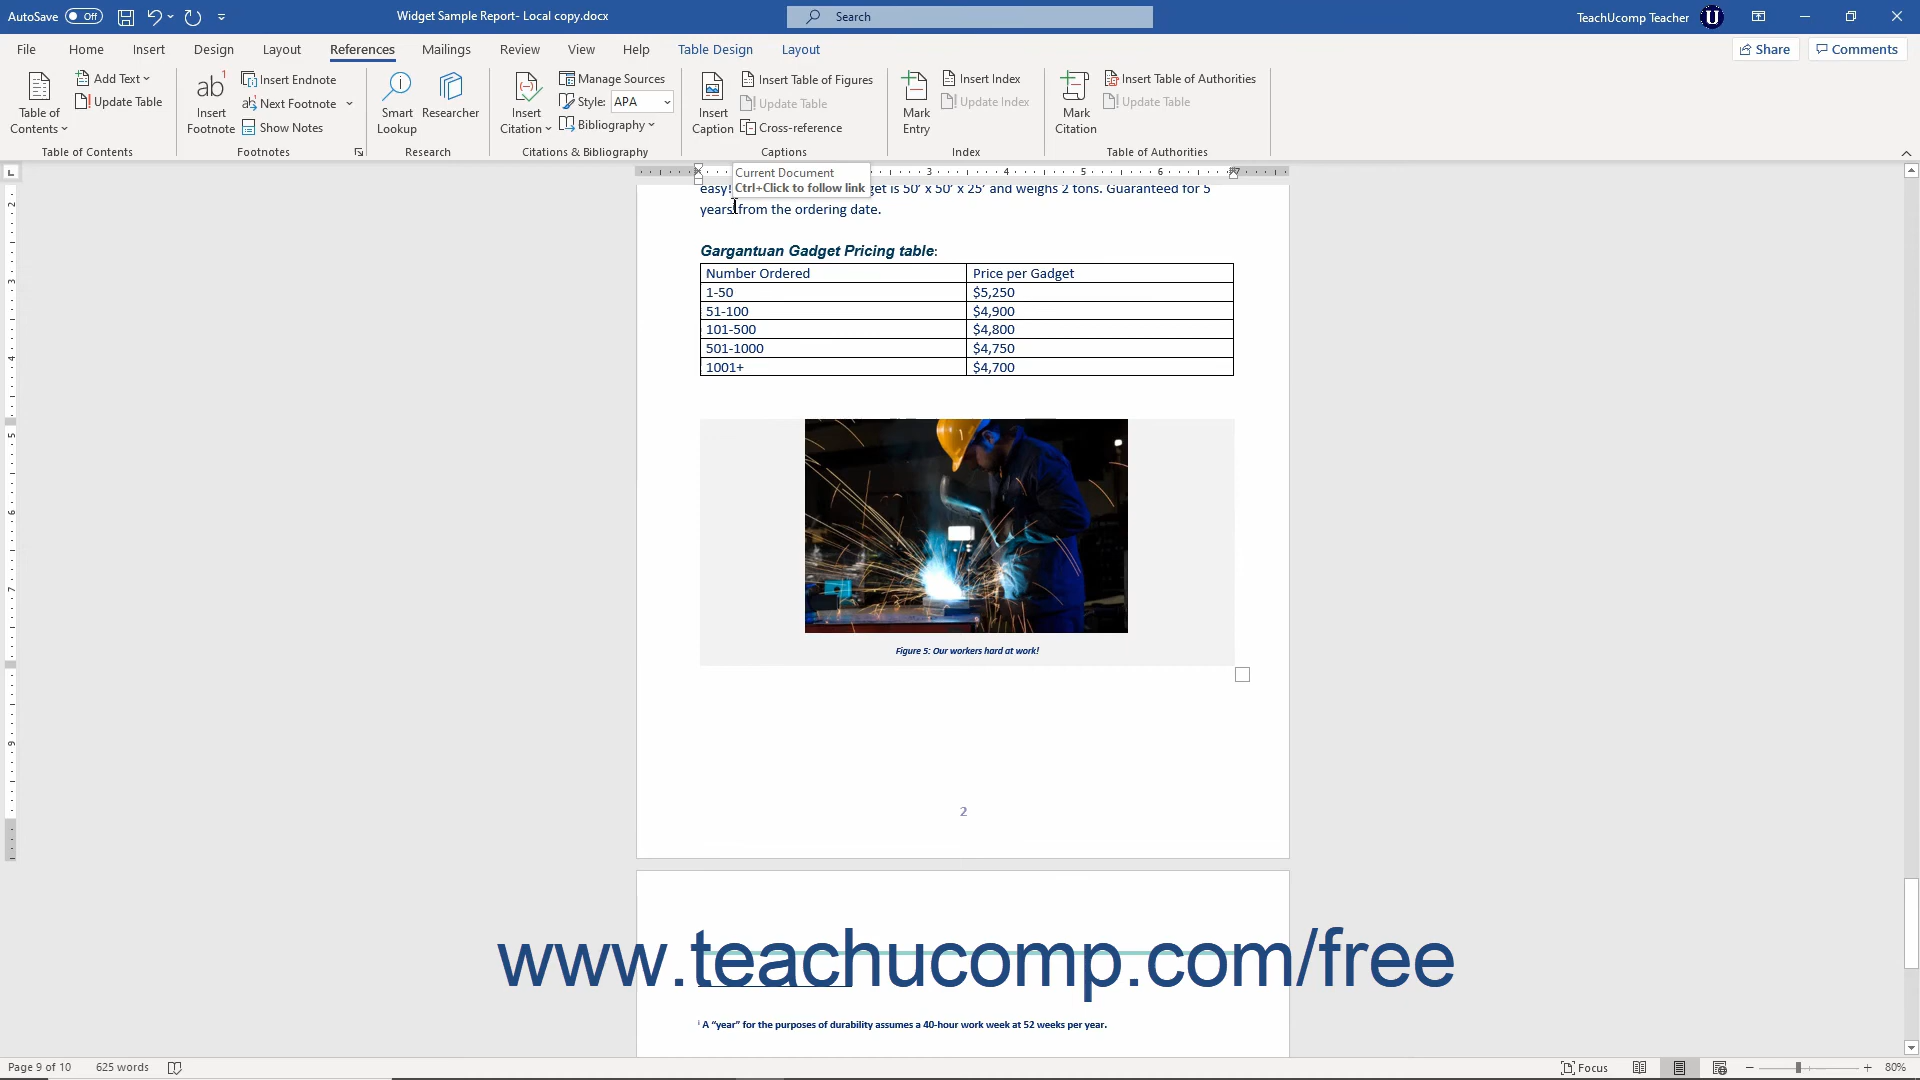 AutoSave Off Widget Sample Report- Local copy.docx Search TeachUcomp Teacher U
File Home Insert Design Layout References Mailings Review View Help Table Design Layout Share Comments
Table of Contents
Add Text
Update Table
Table of Contents
ab1
Insert Footnote
Insert Endnote
Next Footnote
Show Notes
Footnotes
Smart Lookup
Researcher
Research
Insert Citation
Manage Sources
Style: APA
Bibliography
Citations & Bibliography
Insert Caption
Insert Table of Figures
Update Table
Cross-reference
Captions
Mark Entry
Insert Index
Update Index
Index
Mark Citation
Insert Table of Authorities
Update Table
Table of Authorities
Current Document
Ctrl+Click to follow link
easy! get is 50' x 50' x 25' and weighs 2 tons. Guaranteed for 5
years from the ordering date.
Gargantuan Gadget Pricing table:
Number Ordered Price per Gadget
1-50 $5,250
51-100 $4,900
101-500 $4,800
501-1000 $4,750
1001+ $4,700
Figure 5: Our workers hard at work!
2
www.teachucomp.com/free
i A “year” for the purposes of durability assumes a 40-hour work week at 52 weeks per year.
Page 9 of 10 625 words Focus 80%